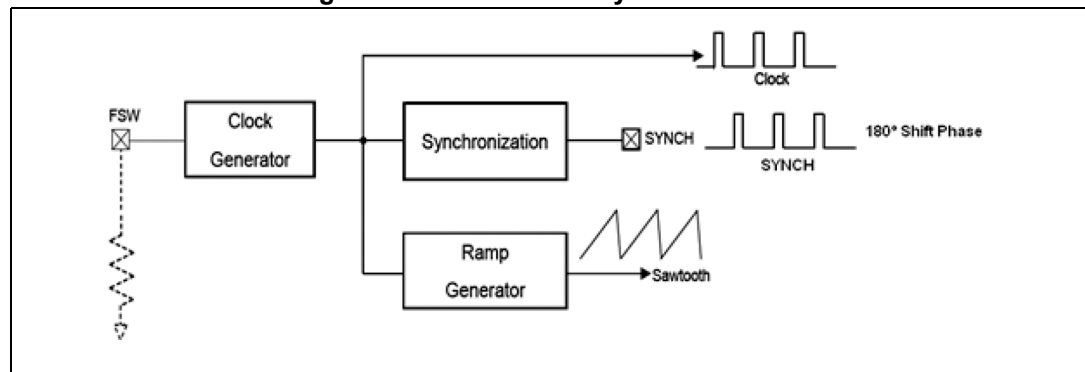 FSW
Clock
Generator
Clock
Synchronization
SYNCH
SYNCH
180° Shift Phase
Ramp
Generator
Sawtooth